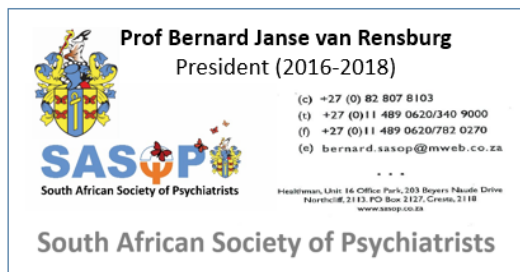 Prof Bernard Janse van Rensburg
President (2016-2018)
(c) +27 (0) 82 807 8103
(t) +27 (0)11 489 0620/340 9000
(f) +27 (0)11 489 0620/782 0270
(e) bernard.sasop@mweb.co.za
SASOP
South African Society of Psychiatrists
Healthman, Unit 16 Office Park, 203 Beyers Naude Drive
Northcliff, 2113. PO Box 2127, Cresta, 2118
www.sasop.co.za
South African Society of Psychiatrists